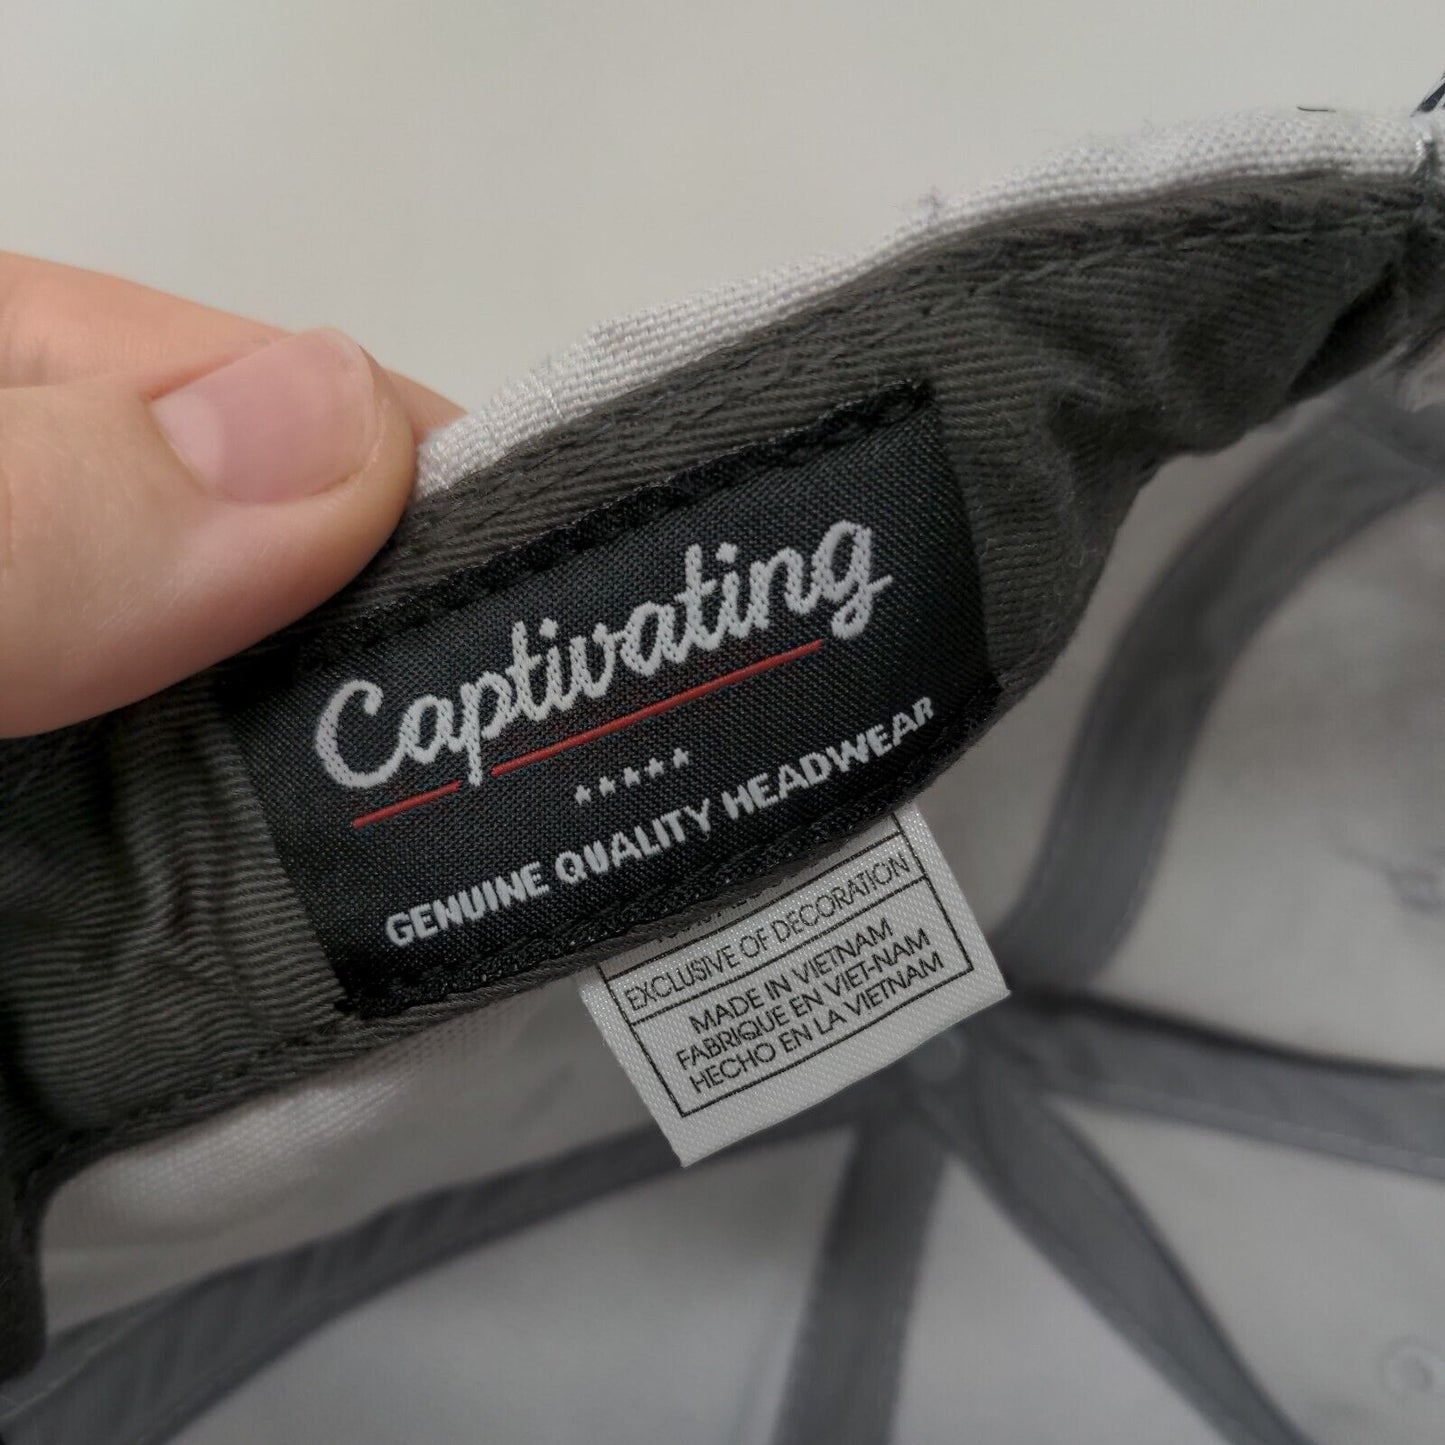 Captivating
★★★★★
GENUINE QUALITY HEADWEAR
EXCLUSIVE OF DECORATION
MADE IN VIETNAM
FABRIQUE EN VIET-NAM
HECHO EN LA VIETNAM